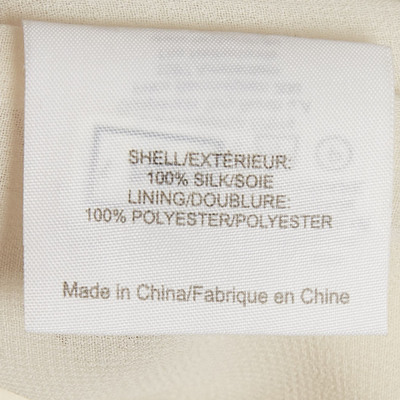 SHELL/EXTÉRIEUR:
100% SILK/SOIE
LINING/DOUBLURE:
100% POLYESTER/POLYESTER
Made in China/Fabrique en Chine